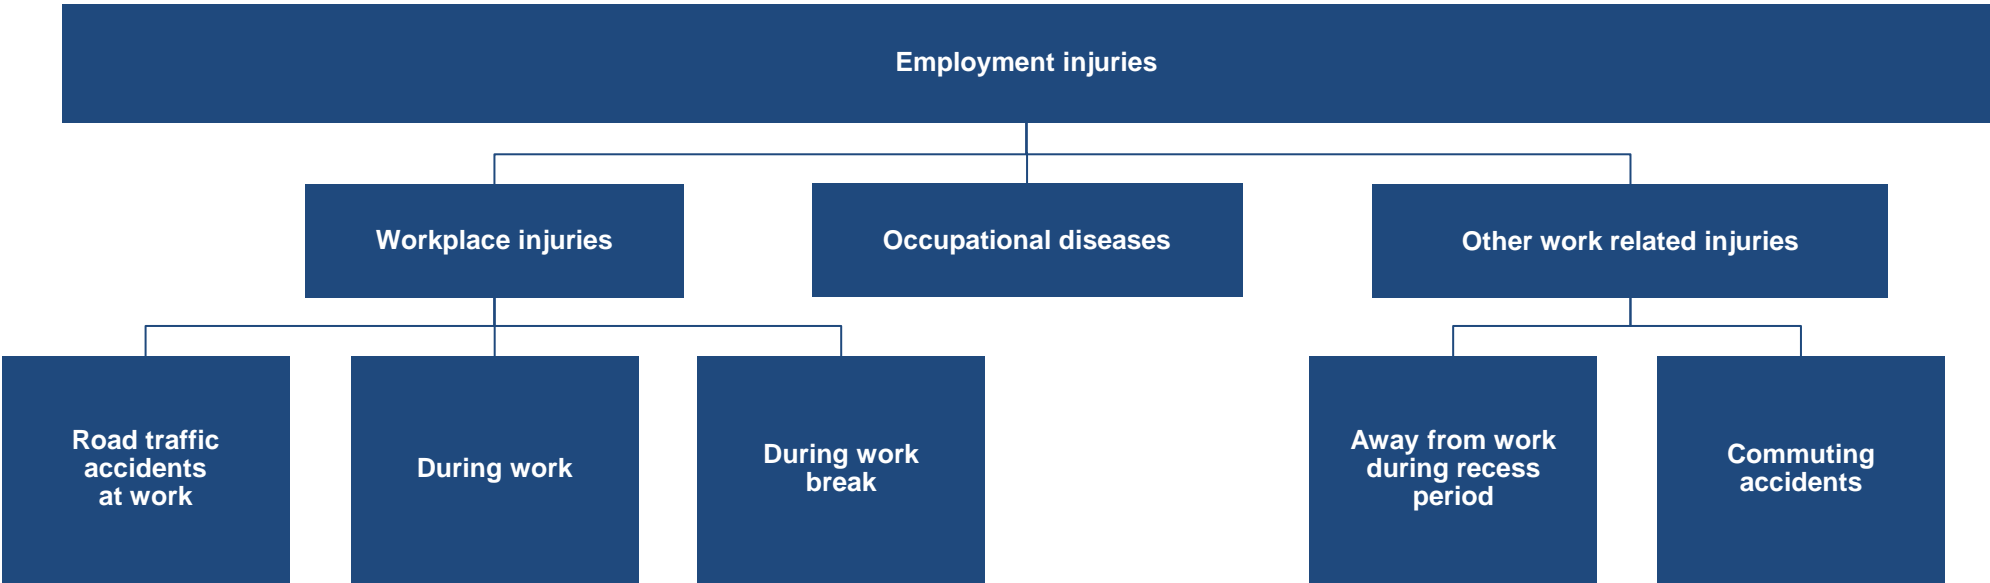 Employment injuries
Workplace injuries
Occupational diseases
Other work related injuries
Road traffic
accidents
at work
During work
During work
break
Away from work
during recess
period
Commuting
accidents